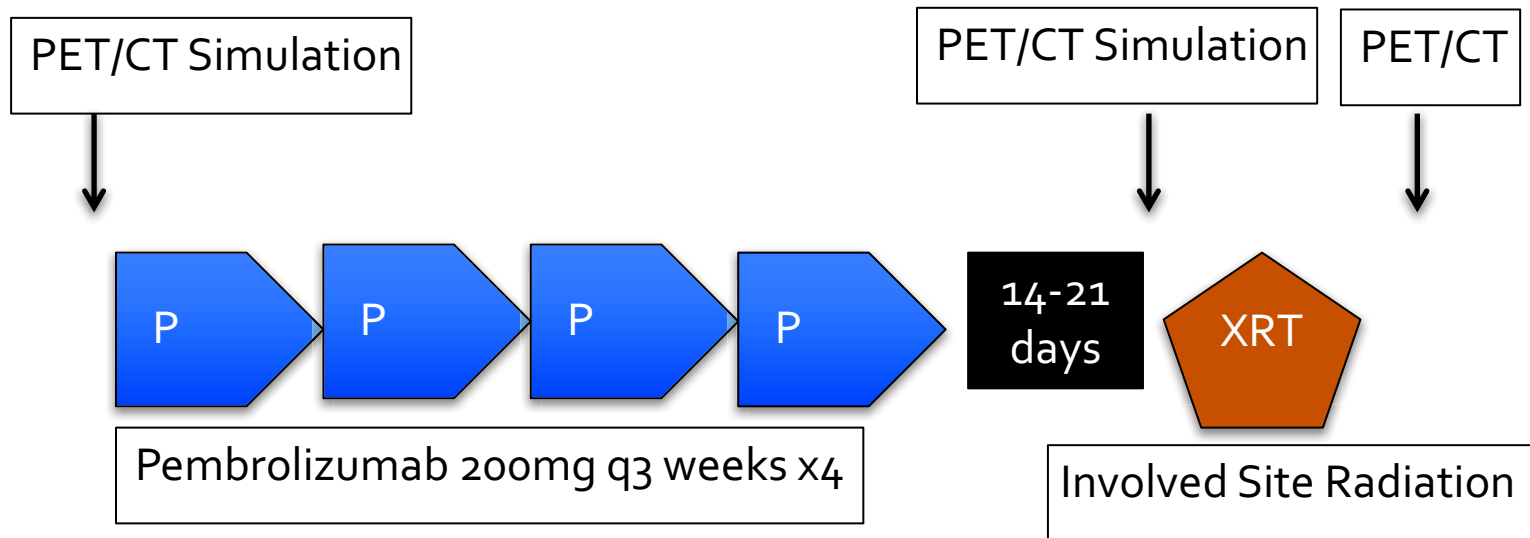 PET/CT Simulation
PET/CT Simulation
PET/CT
P
P
P
P
14-21
days
XRT
Pembrolizumab 200mg q3 weeks x4
Involved Site Radiation